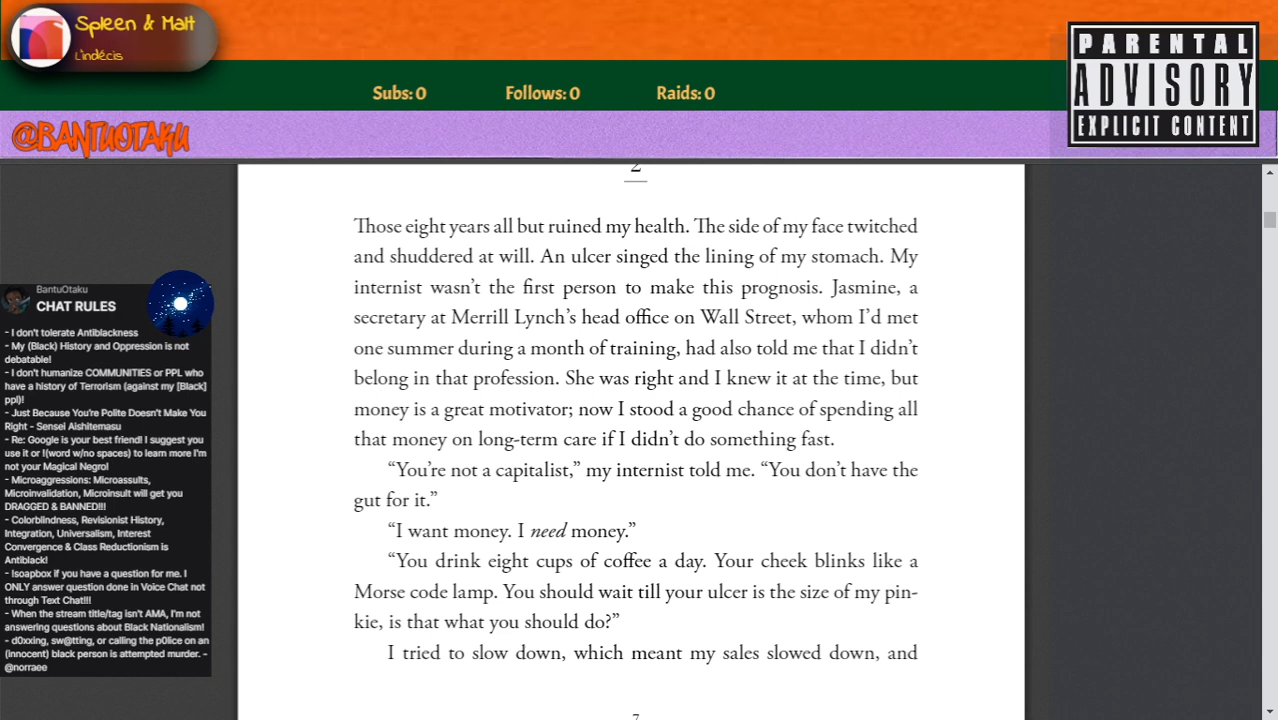 Spleen & Malt
L'indécis
PARENTAL
ADVISORY
EXPLICIT CONTENT
Subs: 0
Follows: 0
Raids: 0
@BANTUOTAKU
2
Those eight years all but ruined my health. The side of my face twitched
and shuddered at will. An ulcer singed the lining of my stomach. My
internist wasn't the first person to make this prognosis. Jasmine, a
secretary at Merrill Lynch's head office on Wall Street, whom I'd met
one summer during a month of training, had also told me that I didn't
belong in that profession. She was right and I knew it at the time, but
money is a great motivator; now I stood a good chance of spending all
that money on long-term care if I didn't do something fast.
“You're not a capitalist,” my internist told me. “You don't have the
gut for it.”
“I want money. I need money.”
“You drink eight cups of coffee a day. Your cheek blinks like a
Morse code lamp. You should wait till your ulcer is the size of my pin-
kie, is that what you should do?”
I tried to slow down, which meant my sales slowed down, and
7
BantuOtaku
CHAT RULES
- I don't tolerate Antiblackness
- My (Black) History and Oppression is not
debatable!
- I don't humanize COMMUNITIES or PPL who
have a history of Terrorism (against my [Black]
ppl)!
- Just Because You're Polite Doesn't Make You
Right - Sensei Aishitemasu
- Re: Google is your best friend! I suggest you
use it or !(word w/no spaces) to learn more I'm
not your Magical Negro!
- Microaggressions: Microassults,
Microinvalidation, Microinsult will get you
DRAGGED & BANNED!!!
- Colorblindness, Revisionist History,
Integration, Universalism, Interest
Convergence & Class Reductionism is
Antiblack!
- !soapbox if you have a question for me. I
ONLY answer question done in Voice Chat not
through Text Chat!!!
- When the stream title/tag isn't AMA, I'm not
answering questions about Black Nationalism!
- d0xxing, sw@tting, or calling the p0lice on an
(innocent) black person is attempted murder. -
@norraee